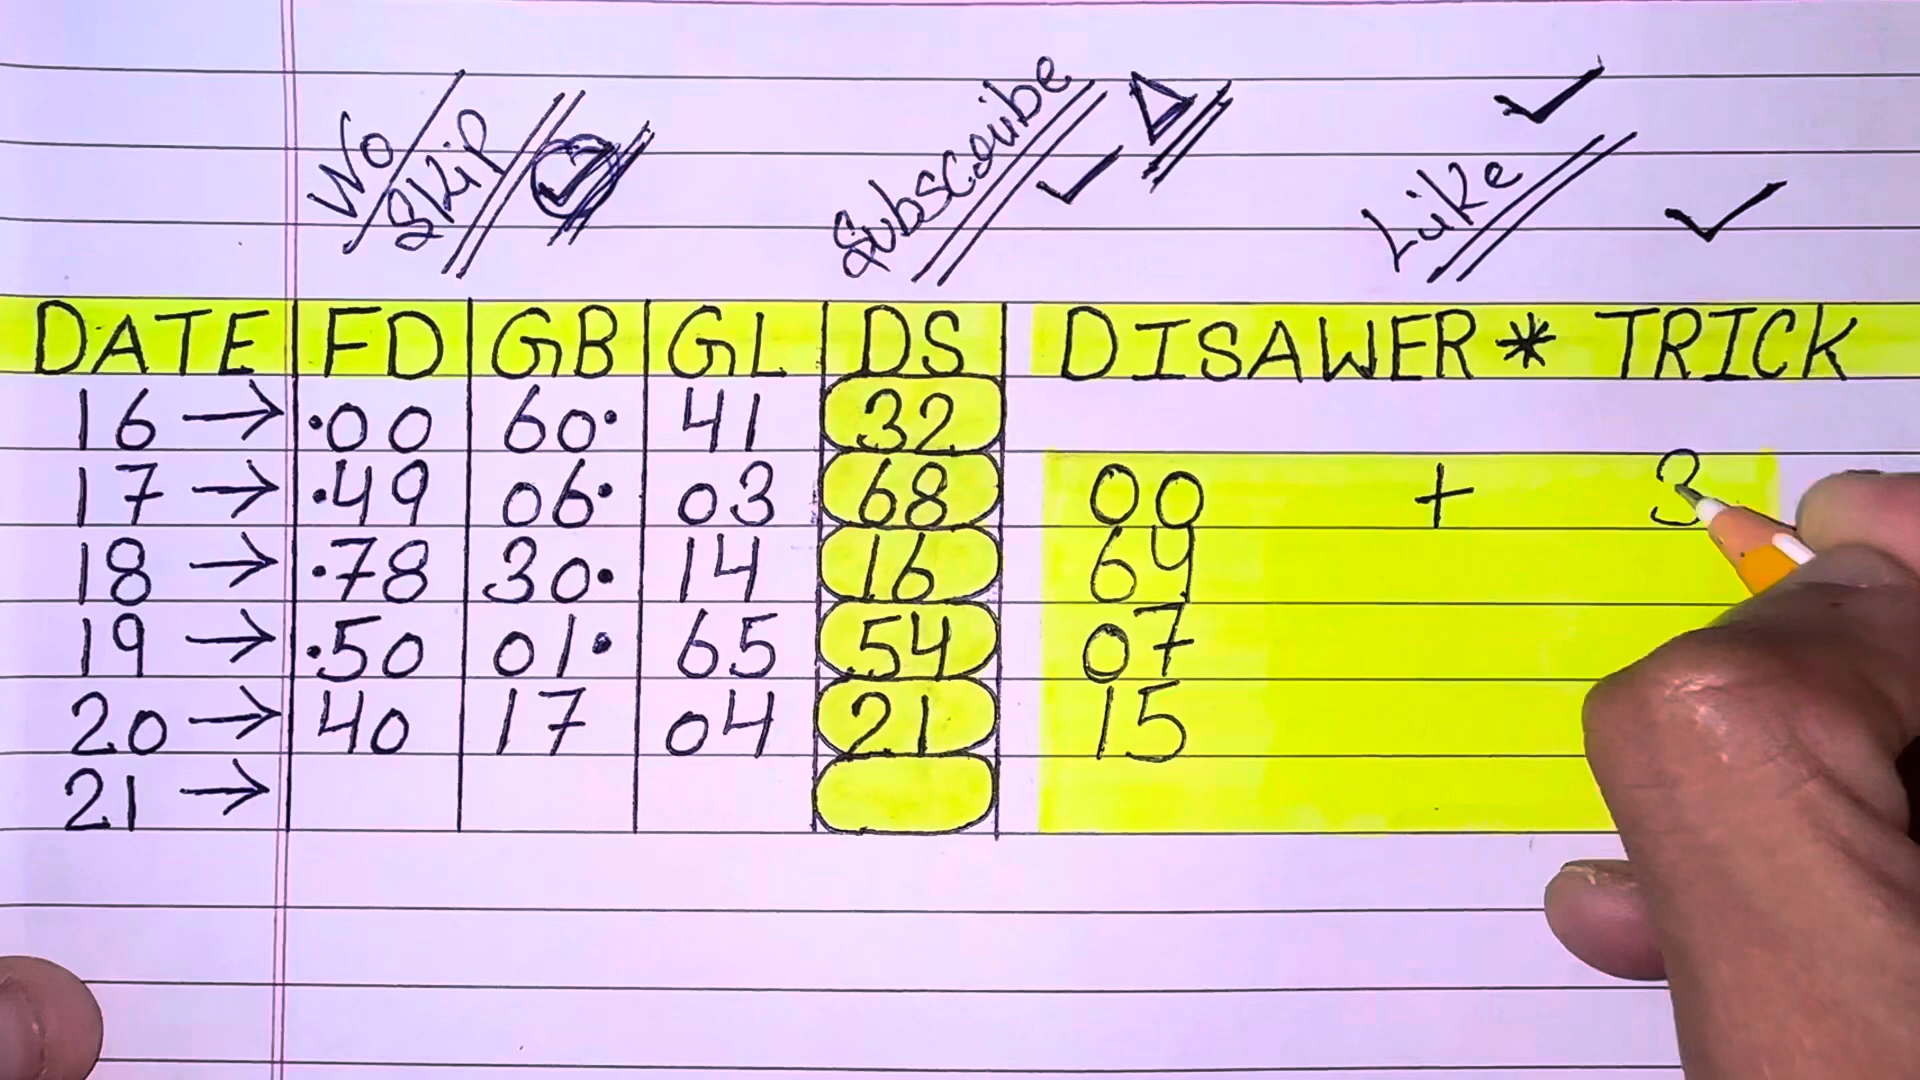 No Skip Subscribe Like
DATE FD GB GL DS DISAWER * TRICK
16 → .00 60. 41 32
17 → .49 06. 03 68 00 + 3
18 → .78 30. 14 16 69
19 → .50 01. 65 54 07
20 → 40 17 04 21 15
21 →